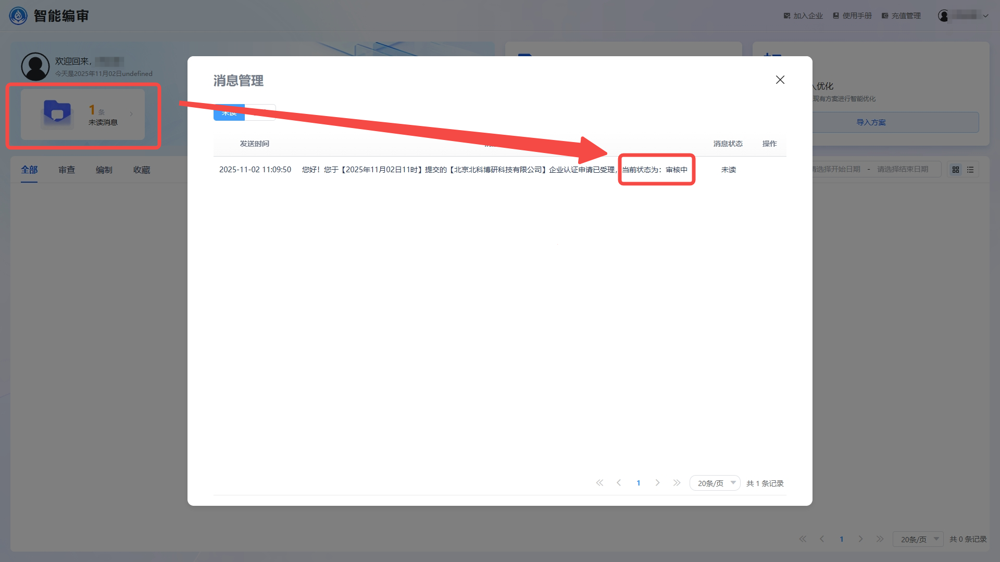 智能编审
加入企业 使用手册 充值管理
欢迎回来，
今天是2025年11月02日undefined
1 条
未读消息
消息管理
未读
入优化
现有方案进行智能优化
导入方案
发送时间 消息状态 操作
全部 审查 编制 收藏
2025-11-02 11:09:50 您好！您于【2025年11月02日11时】提交的【北京北科博研科技有限公司】企业认证申请已受理，当前状态为：审核中 未读
请选择开始日期 - 请选择结束日期
1 20条/页 共 1 条记录
1 20条/页 共 0 条记录